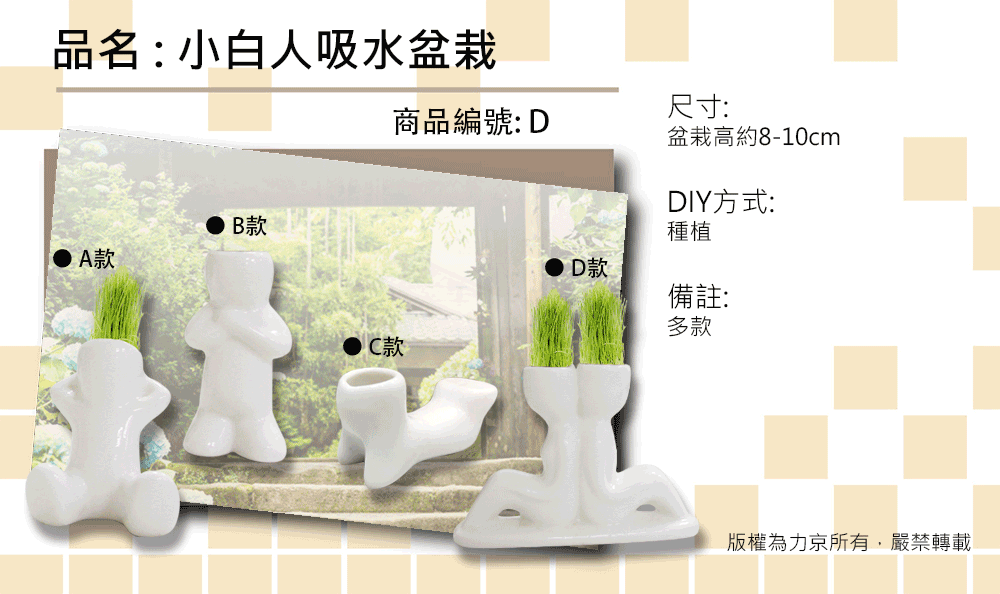 品名 : 小白人吸水盆栽
商品編號: D
尺寸:
盆栽高約8-10cm
DIY方式:
種植
備註:
多款
● A款
● B款
● C款
● D款
版權為力京所有，嚴禁轉載